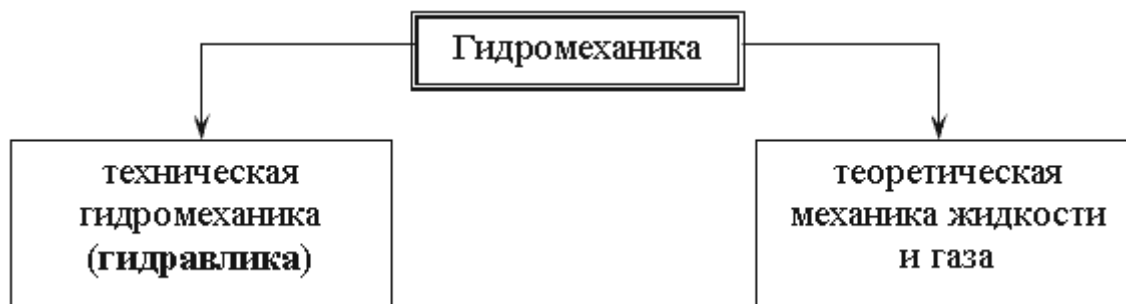 Гидромеханика
техническая
гидромеханика
(гидравлика)
теоретическая
механика жидкости
и газа